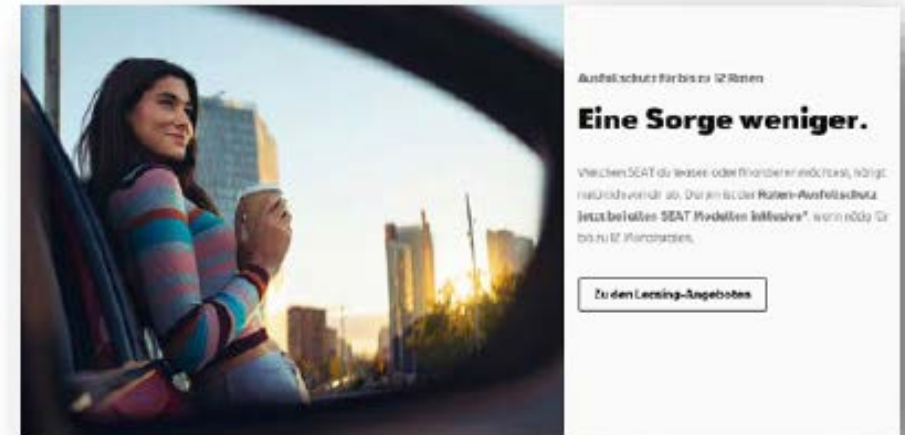 Ausfallschutz für bis zu 12 Raten
Eine Sorge weniger.
Welchen SEAT du leasen oder finanzieren möchtest, hängt
natürlich von dir ab. Der Raten-Ausfallschutz
jetzt bei allen SEAT Modellen inklusive*, wenn nötig für
bis zu 12 Monatsraten.
Zu den Leasing-Angeboten